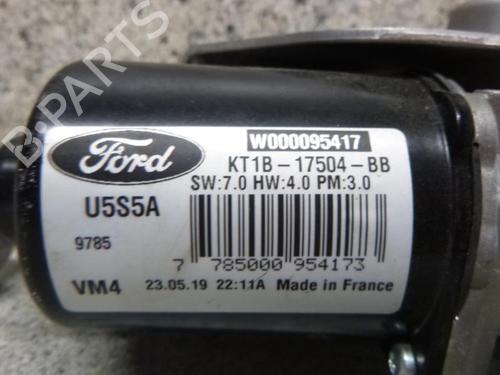 B-PARTS
Ford
W000095417
KT1B-17504-BB
SW:7.0 HW:4.0 PM:3.0
U5S5A
9785
7 785000 954173
VM4 23.05.19 22:11A Made in France